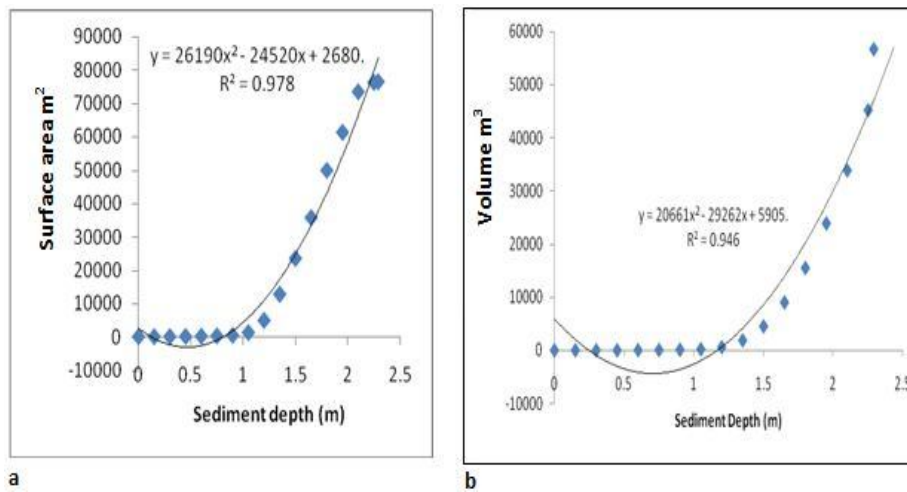 90000
80000
70000
60000
50000
40000
30000
20000
10000
0
-10000
Surface area m²
y = 26190x² - 24520x + 2680.
R² = 0.978
0 0.5 1 1.5 2 2.5
Sediment depth (m)
a
60000
50000
40000
30000
20000
10000
0
-10000
Volume m³
y = 20661x² - 29262x + 5905.
R² = 0.946
0 0.5 1 1.5 2 2.5
Sediment Depth (m)
b